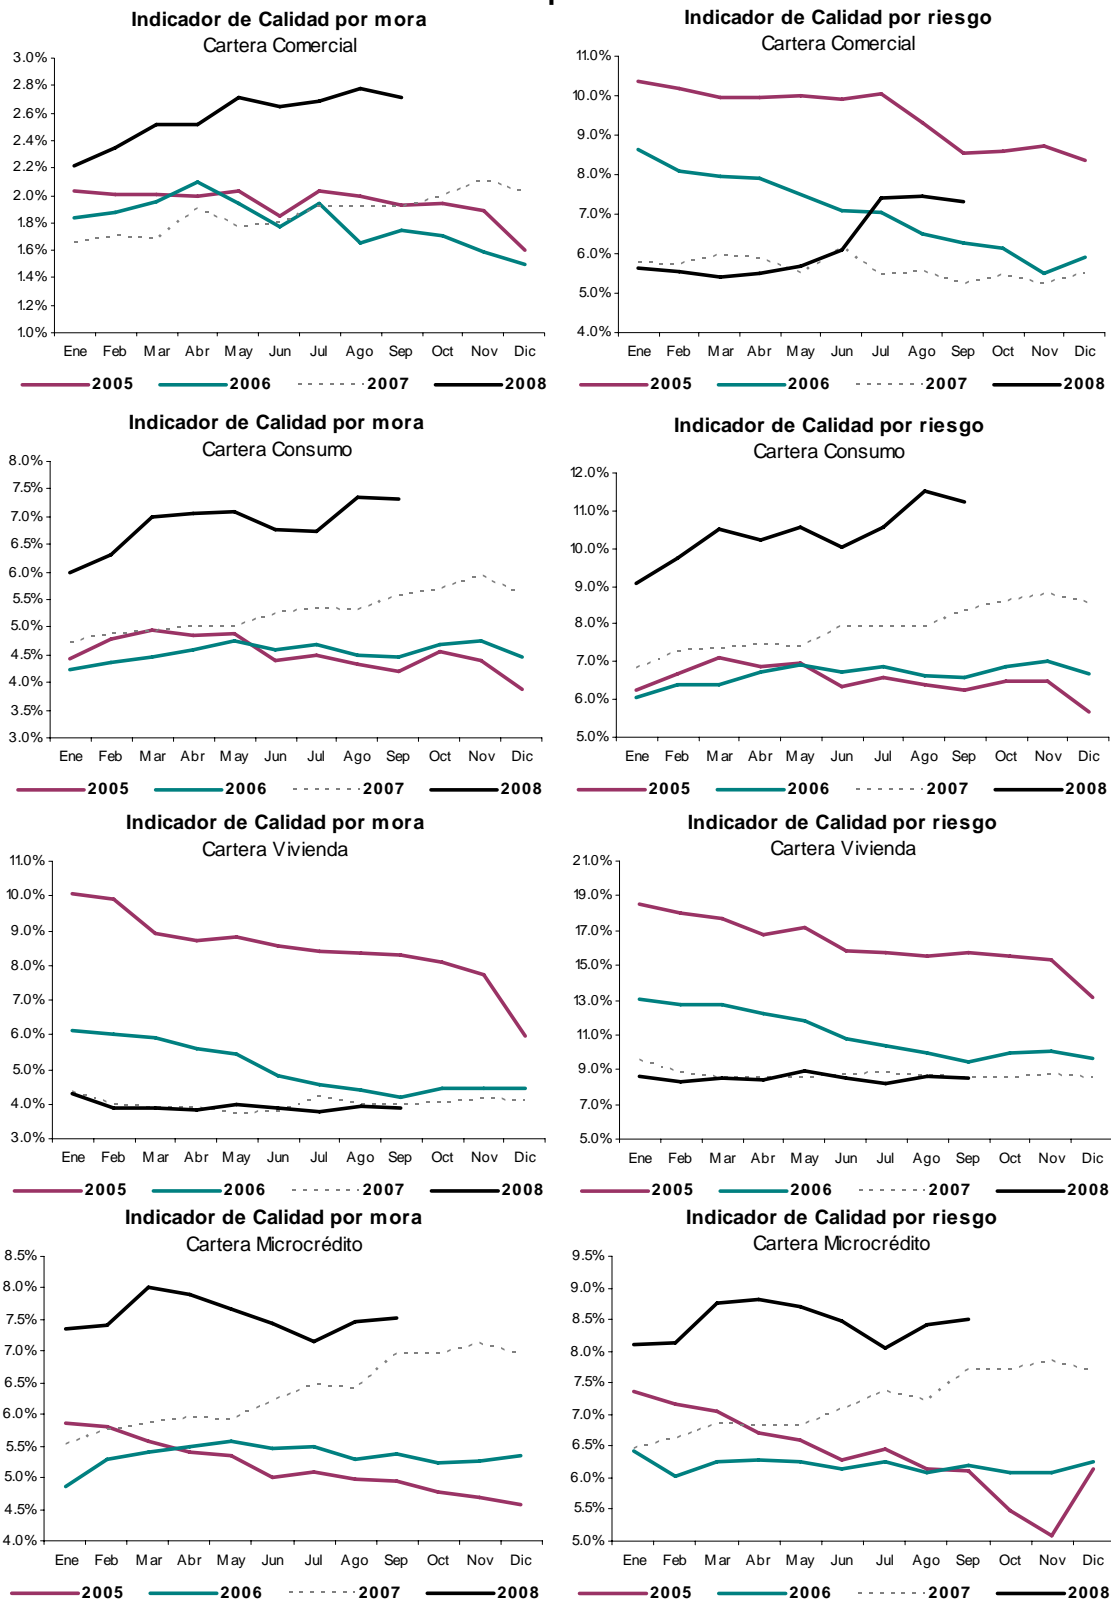 Indicador de Calidad por mora
Cartera Comercial
3.0%
2.8%
2.6%
2.4%
2.2%
2.0%
1.8%
1.6%
1.4%
1.2%
1.0%
Ene Feb Mar Abr May Jun Jul Ago Sep Oct Nov Dic
2005 2006 2007 2008
Indicador de Calidad por riesgo
Cartera Comercial
11.0%
10.0%
9.0%
8.0%
7.0%
6.0%
5.0%
4.0%
Ene Feb Mar Abr May Jun Jul Ago Sep Oct Nov Dic
2005 2006 2007 2008
Indicador de Calidad por mora
Cartera Consumo
8.0%
7.5%
7.0%
6.5%
6.0%
5.5%
5.0%
4.5%
4.0%
3.5%
3.0%
Ene Feb Mar Abr May Jun Jul Ago Sep Oct Nov Dic
2005 2006 2007 2008
Indicador de Calidad por riesgo
Cartera Consumo
12.0%
11.0%
10.0%
9.0%
8.0%
7.0%
6.0%
5.0%
Ene Feb Mar Abr May Jun Jul Ago Sep Oct Nov Dic
2005 2006 2007 2008
Indicador de Calidad por mora
Cartera Vivienda
11.0%
10.0%
9.0%
8.0%
7.0%
6.0%
5.0%
4.0%
3.0%
Ene Feb Mar Abr May Jun Jul Ago Sep Oct Nov Dic
2005 2006 2007 2008
Indicador de Calidad por riesgo
Cartera Vivienda
21.0%
19.0%
17.0%
15.0%
13.0%
11.0%
9.0%
7.0%
5.0%
Ene Feb Mar Abr May Jun Jul Ago Sep Oct Nov Dic
2005 2006 2007 2008
Indicador de Calidad por mora
Cartera Microcrédito
8.5%
8.0%
7.5%
7.0%
6.5%
6.0%
5.5%
5.0%
4.5%
4.0%
Ene Feb Mar Abr May Jun Jul Ago Sep Oct Nov Dic
2005 2006 2007 2008
Indicador de Calidad por riesgo
Cartera Microcrédito
9.5%
9.0%
8.5%
8.0%
7.5%
7.0%
6.5%
6.0%
5.5%
5.0%
Ene Feb Mar Abr May Jun Jul Ago Sep Oct Nov Dic
2005 2006 2007 2008